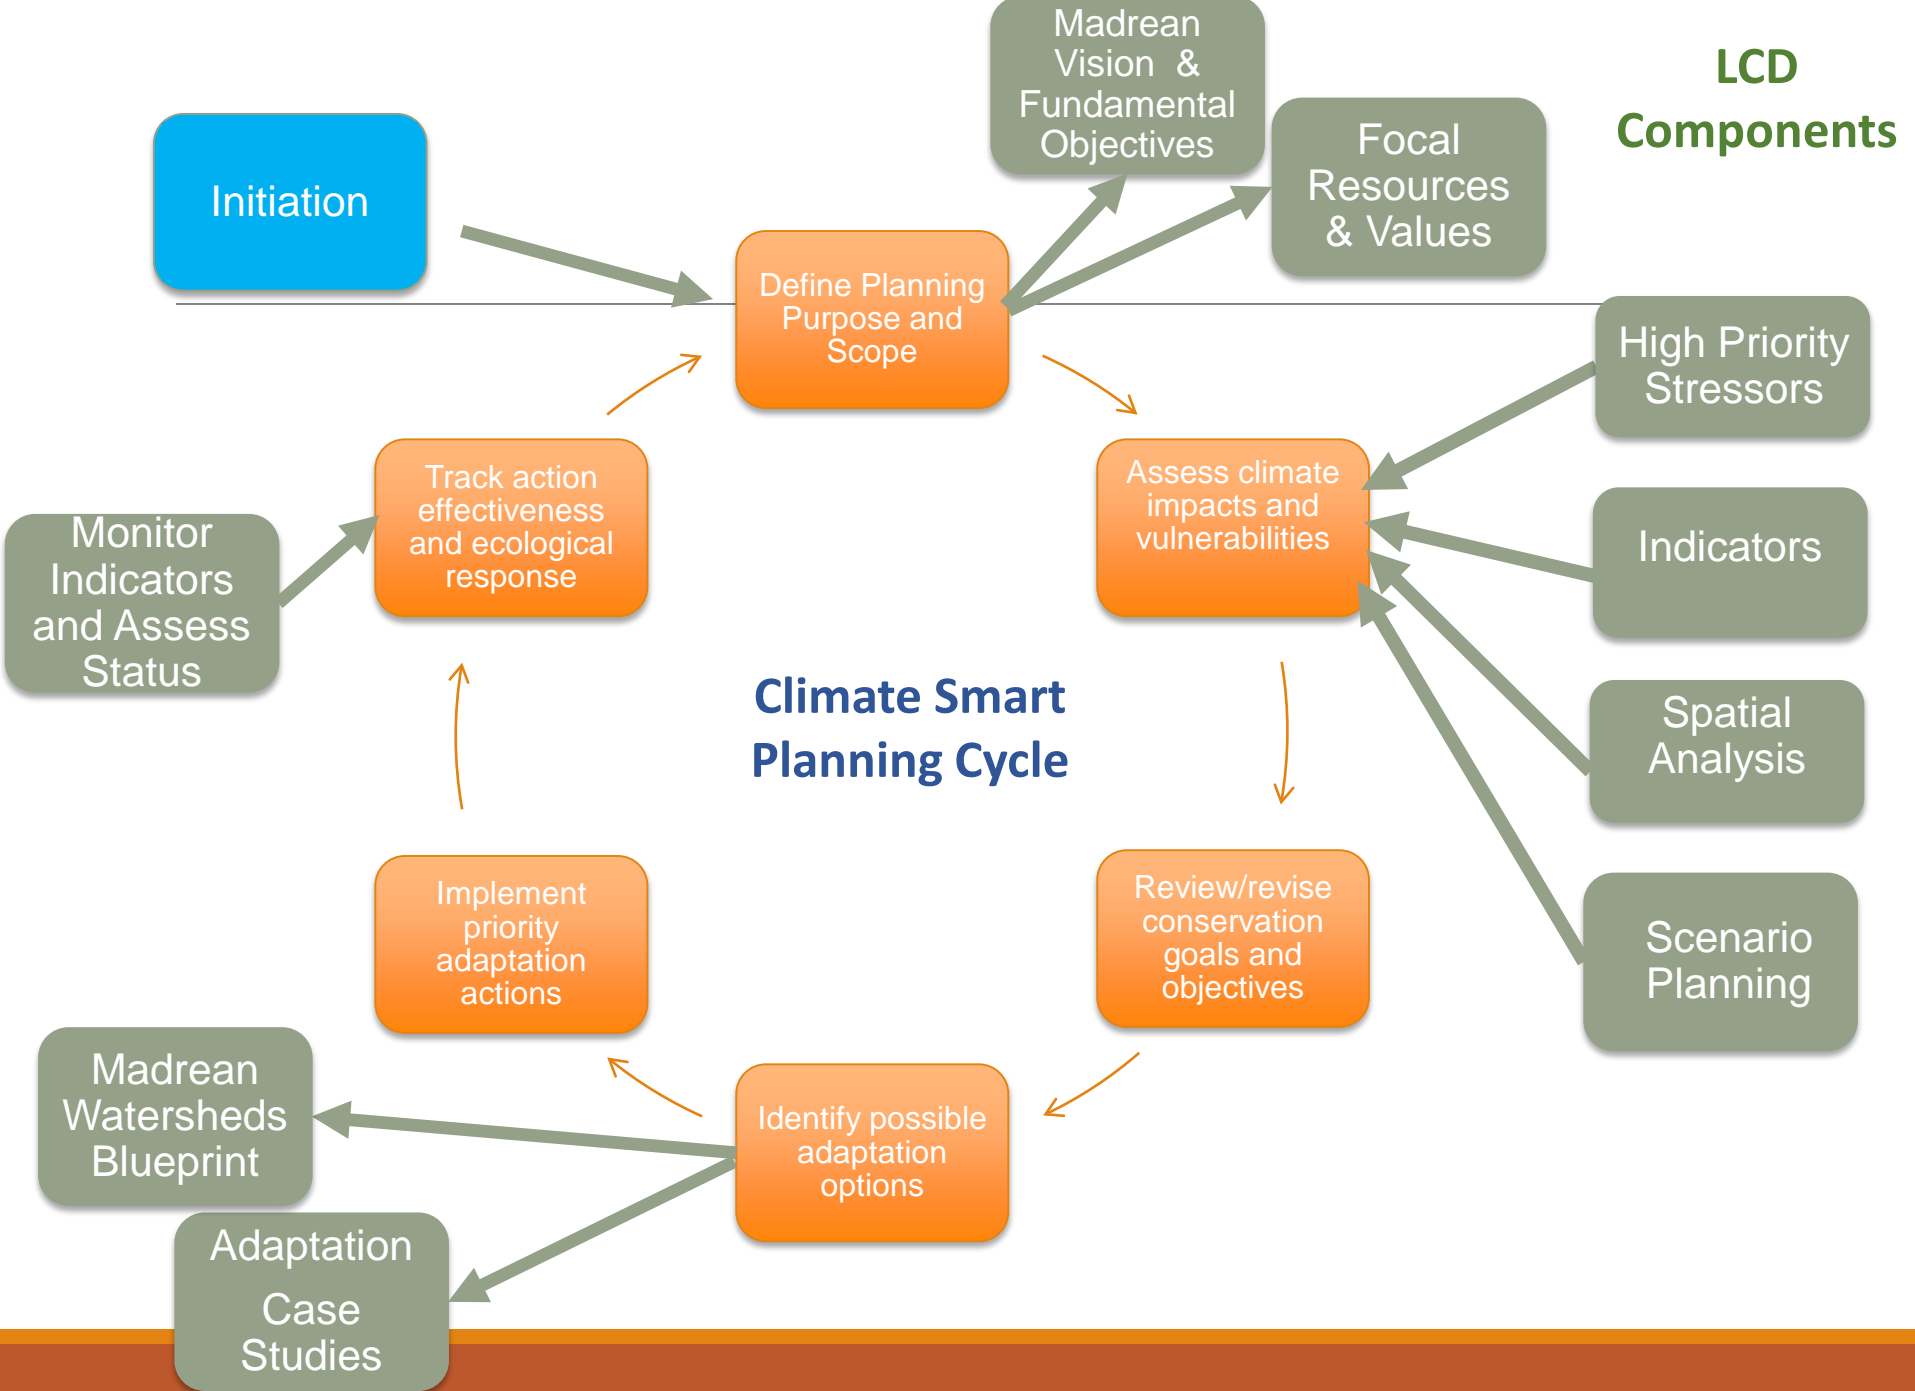 Madrean
Vision &
Fundamental
Objectives
LCD
Components
Focal
Resources
& Values
Initiation
Define Planning
Purpose and
Scope
High Priority
Stressors
Track action
effectiveness
and ecological
response
Assess climate
impacts and
vulnerabilities
Monitor
Indicators
and Assess
Status
Indicators
Climate Smart
Planning Cycle
Spatial
Analysis
Implement
priority
adaptation
actions
Review/revise
conservation
goals and
objectives
Scenario
Planning
Madrean
Watersheds
Blueprint
Identify possible
adaptation
options
Adaptation
Case
Studies